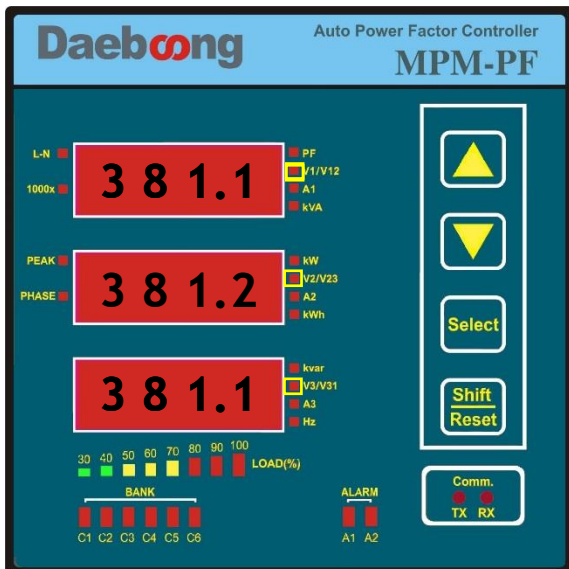 Daeboong
Auto Power Factor Controller
MPM-PF
L-N
1000x
381.1
PF
V1/V12
A1
kVA
PEAK
PHASE
381.2
kW
V2/V23
A2
kWh
381.1
kvar
V3/V31
A3
Hz
30 40 50 60 70 80 90 100 LOAD(%)
BANK
C1 C2 C3 C4 C5 C6
ALARM
A1 A2
Select
Shift
Reset
Comm.
TX RX